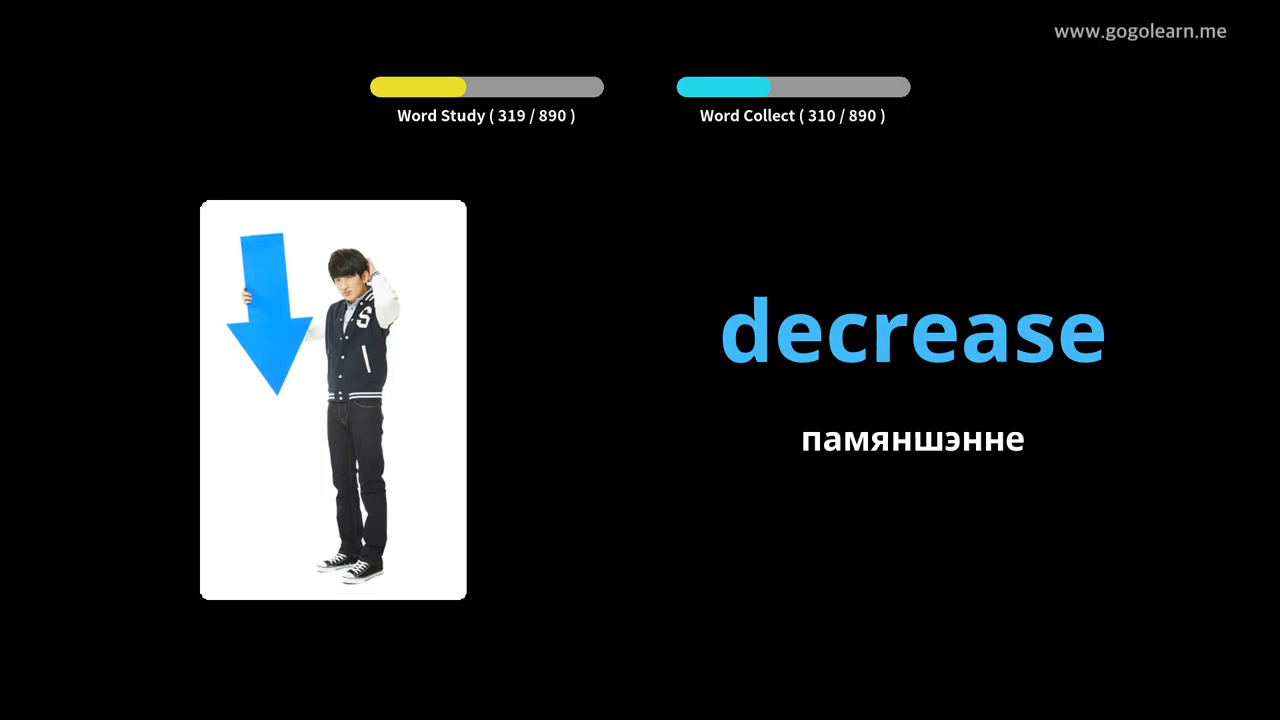 www.gogolearn.me
Word Study ( 319 / 890 )
Word Collect ( 310 / 890 )
S
decrease
памяншэнне